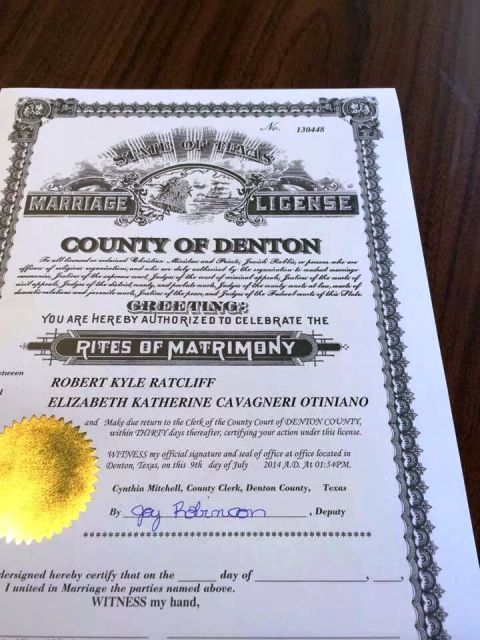 No. 130448
STATE OF TEXAS
MARRIAGE LICENSE
COUNTY OF DENTON
To all licensed or ordained Christian Ministers and Priests; Jewish Rabbis; or persons who are
officers of religious organizations and who are duly authorized by the organization to conduct marriage
ceremonies, Justices of the supreme court, Judges of the court of criminal appeals, Justices of the courts of
civil appeals, Judges of the district, county, and probate courts, Judges of the county courts at law, courts of
domestic relations and juvenile courts, Justices of the peace, and Judges of the Federal courts of this State.
GREETING:
YOU ARE HEREBY AUTHORIZED TO CELEBRATE THE
RITES OF MATRIMONY
etween
ROBERT KYLE RATCLIFF
ELIZABETH KATHERINE CAVAGNERI OTINIANO
and Make due return to the Clerk of the County Court of DENTON COUNTY,
within THIRTY days thereafter, certifying your action under this license.
WITNESS my official signature and seal of office at office located in
Denton, Texas, on this 9th day of July 2014 A.D. At 01:54PM.
Cynthia Mitchell, County Clerk, Denton County, Texas
By Joy Robinson , Deputy
******************************************
dersigned hereby certify that on the ______ day of ____________________, ____,
I united in Marriage the parties named above.
WITNESS my hand,